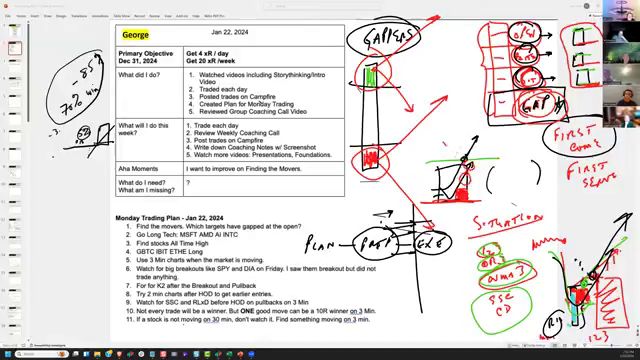 George
Jan 22, 2024
Primary Objective
Dec 31, 2024
Get 4 xR / day
Get 20 xR /week
What did I do?
1. Watched videos including Storythinking/Intro
Video
2. Traded each day
3. Posted trades on Campfire
4. Created Plan for Monday Trading
5. Reviewed Group Coaching Call Video
What will I do this
week?
1. Trade each day
2. Review Weekly Coaching Call
3. Post trades on Campfire
4. Write down Coaching Notes w/ Screenshot
5. Watch more videos: Presentations, Foundations.
Aha Moments
I want to improve on Finding the Movers.
What do I need?
What am I missing?
?
Monday Trading Plan - Jan 22, 2024
1. Find the movers. Which targets have gapped at the open?
2. Go Long Tech: MSFT AMD AI INTC
3. Find stocks All Time High
4. GBTC IBIT ETHE Long
5. Use 3 Min charts when the market is moving.
6. Watch for big breakouts like SPY and DIA on Friday. I saw them breakout but did not
trade anything.
7. For for K2 after the Breakout and Pullback
8. Try 2 min charts after HOD to get earlier entries.
9. Watch for SSC and RLxD before HOD on pullbacks on 3 Min
10. Not every trade will be a winner. But ONE good move can be a 10R winner on 3 Min.
11. If a stock is not moving on 30 min, don't watch it. Find something moving on 3 min.
GAPPERS
GAP
FIRST
COME
FIRST
SERVE
SITUATION
PLAN
PREP
EXE
SSC
CD
123